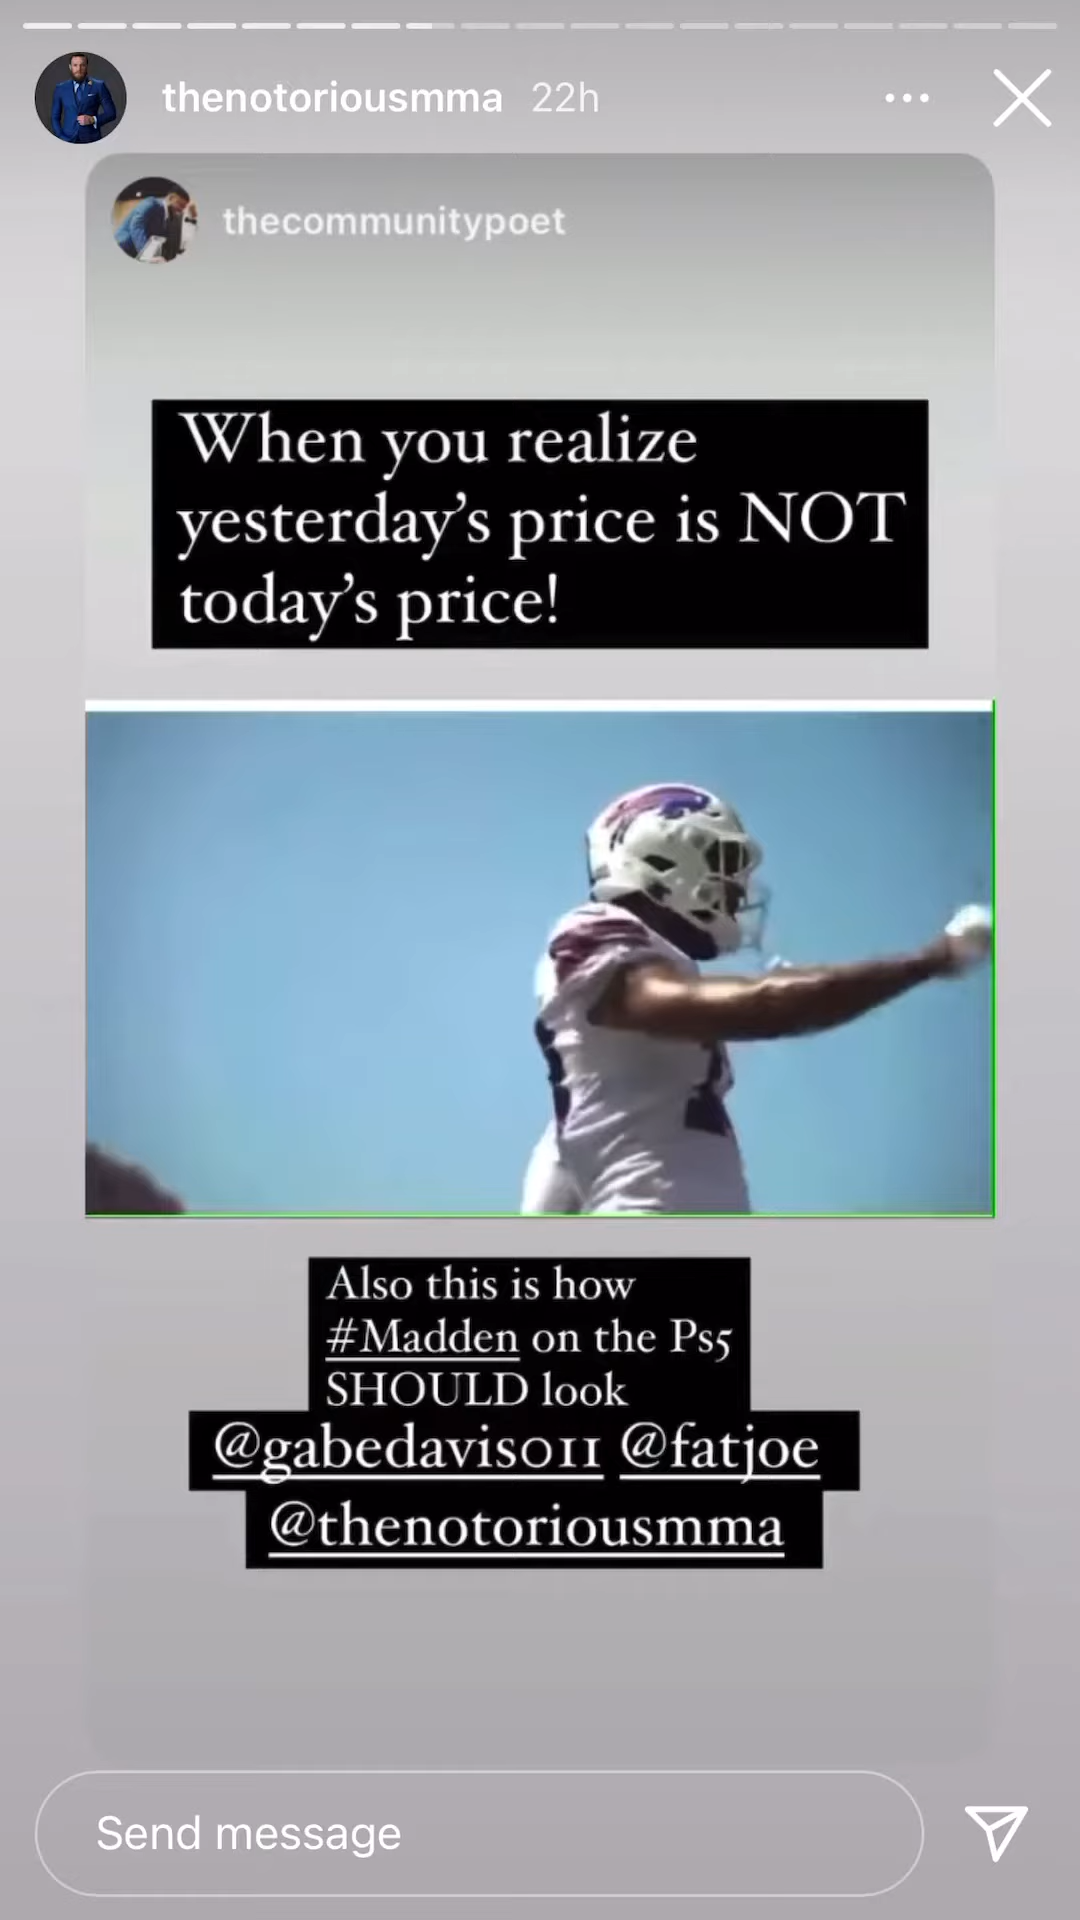 thenotoriousmma 22h
thecommunitypoet
When you realize
yesterday's price is NOT
today's price!
Also this is how
#Madden on the Ps5
SHOULD look
@gabedavis011 @fatjoe
@thenotoriousmma
Send message